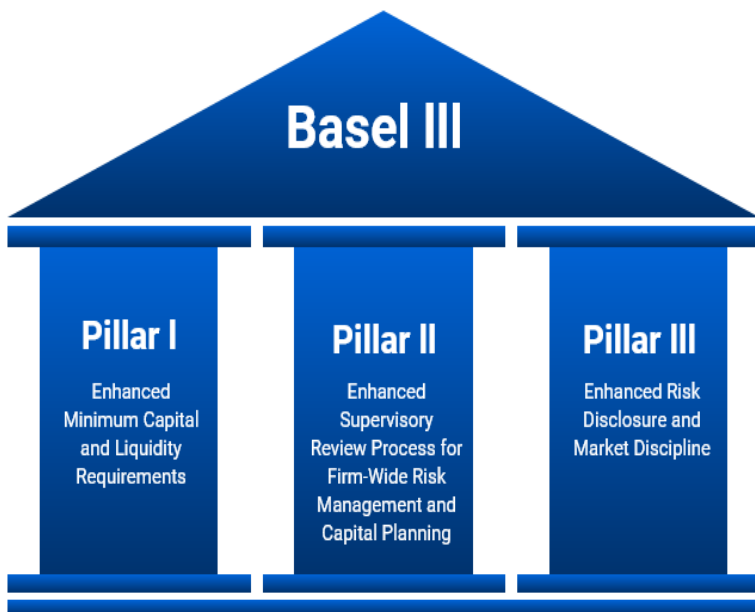 Basel III
Pillar I
Enhanced
Minimum Capital
and Liquidity
Requirements
Pillar II
Enhanced
Supervisory
Review Process for
Firm-Wide Risk
Management and
Capital Planning
Pillar III
Enhanced Risk
Disclosure and
Market Discipline